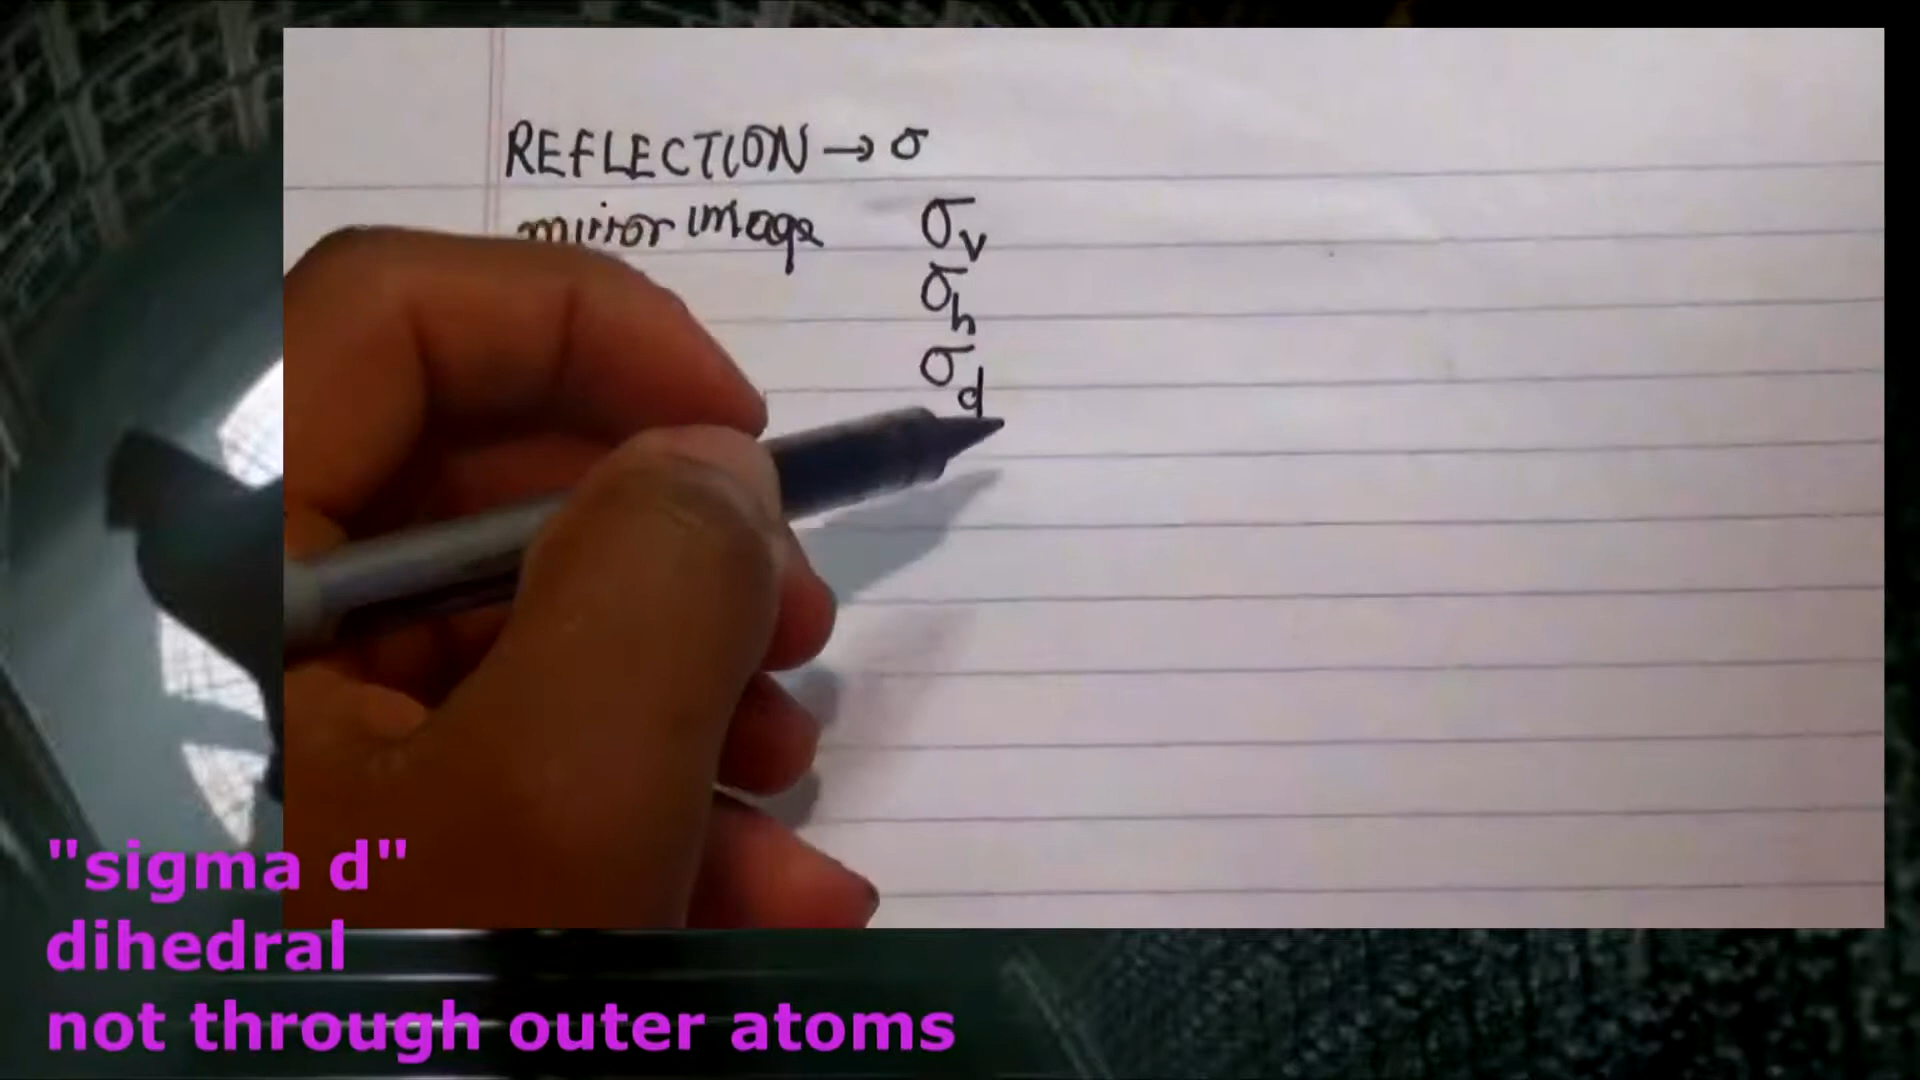 REFLECTION → σ
mirror image σv
σh
σd
"sigma d"
dihedral
not through outer atoms